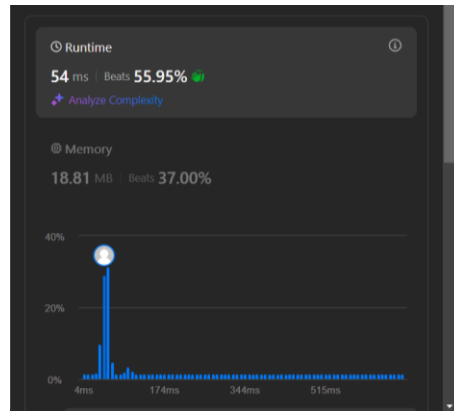 Runtime
54 ms | Beats 55.95%
Analyze Complexity
Memory
18.81 MB | Beats 37.00%
40%
20%
0%
4ms 174ms 344ms 515ms